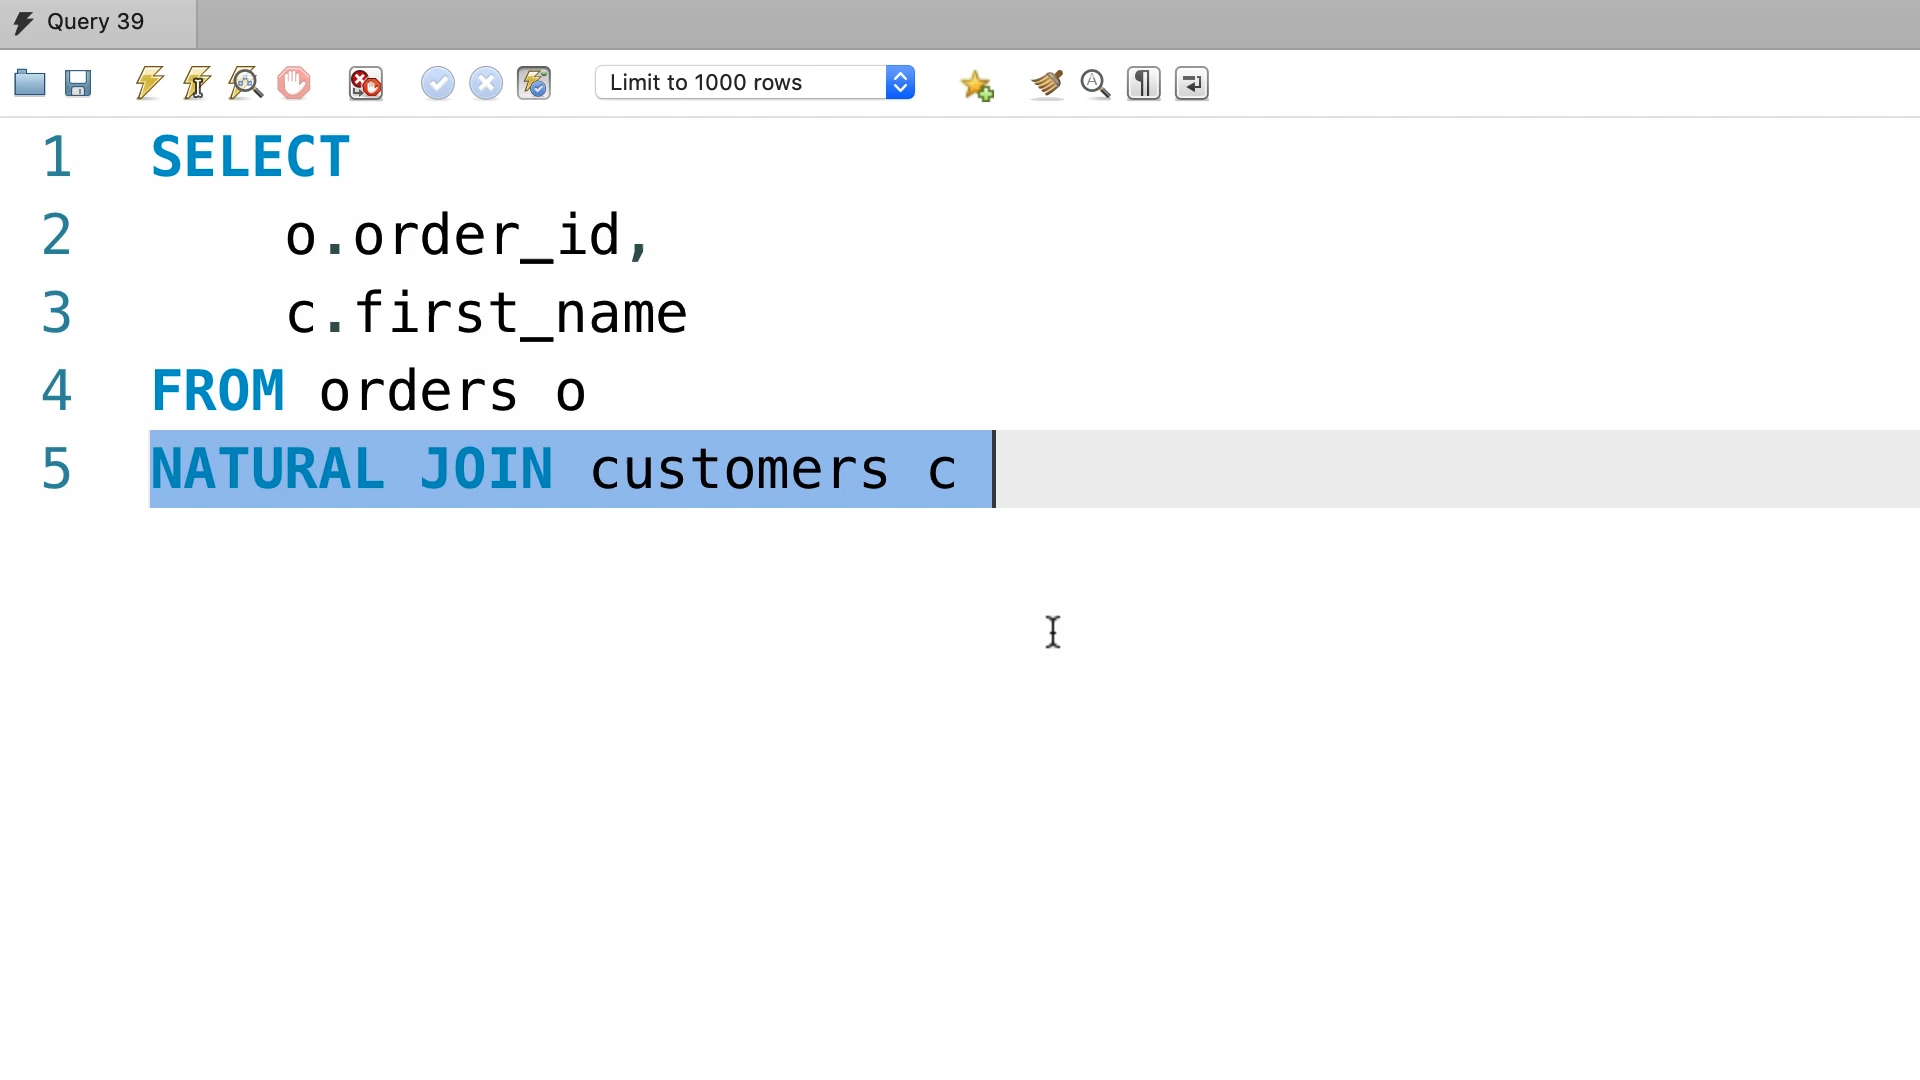 Query 39
Limit to 1000 rows
1 SELECT
2 o.order_id,
3 c.first_name
4 FROM orders o
5 NATURAL JOIN customers c